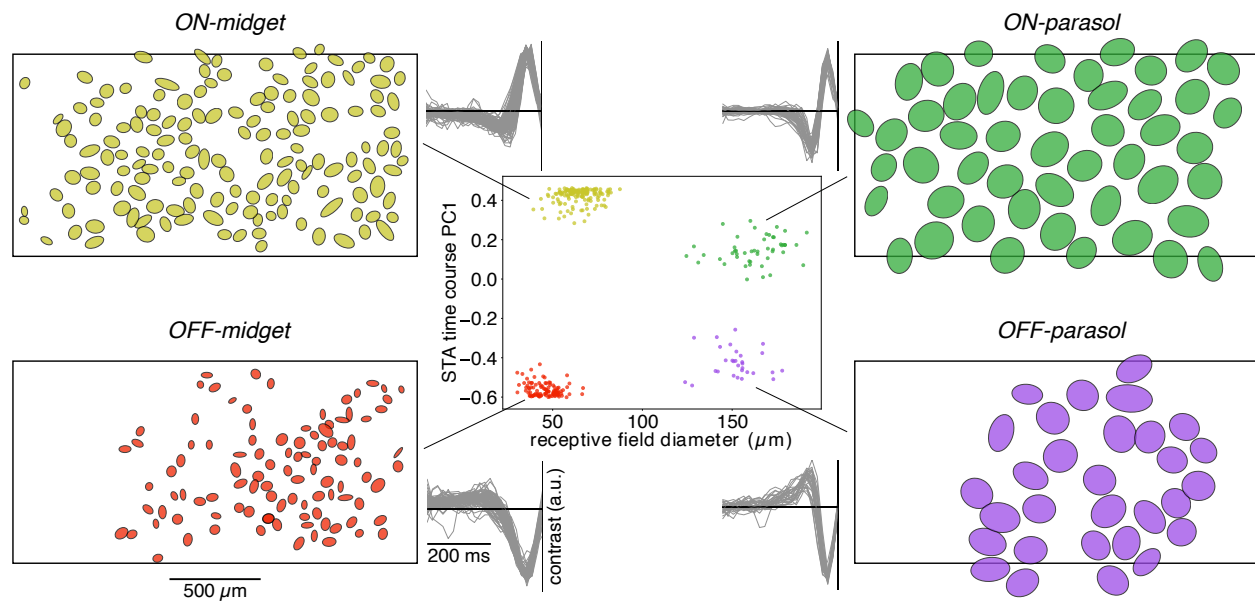 ON-midget
ON-parasol
OFF-midget
OFF-parasol
STA time course PC1
0.4
0.2
0.0
−0.2
−0.4
−0.6
50
100
150
receptive field diameter (µm)
200 ms
contrast (a.u.)
500 µm